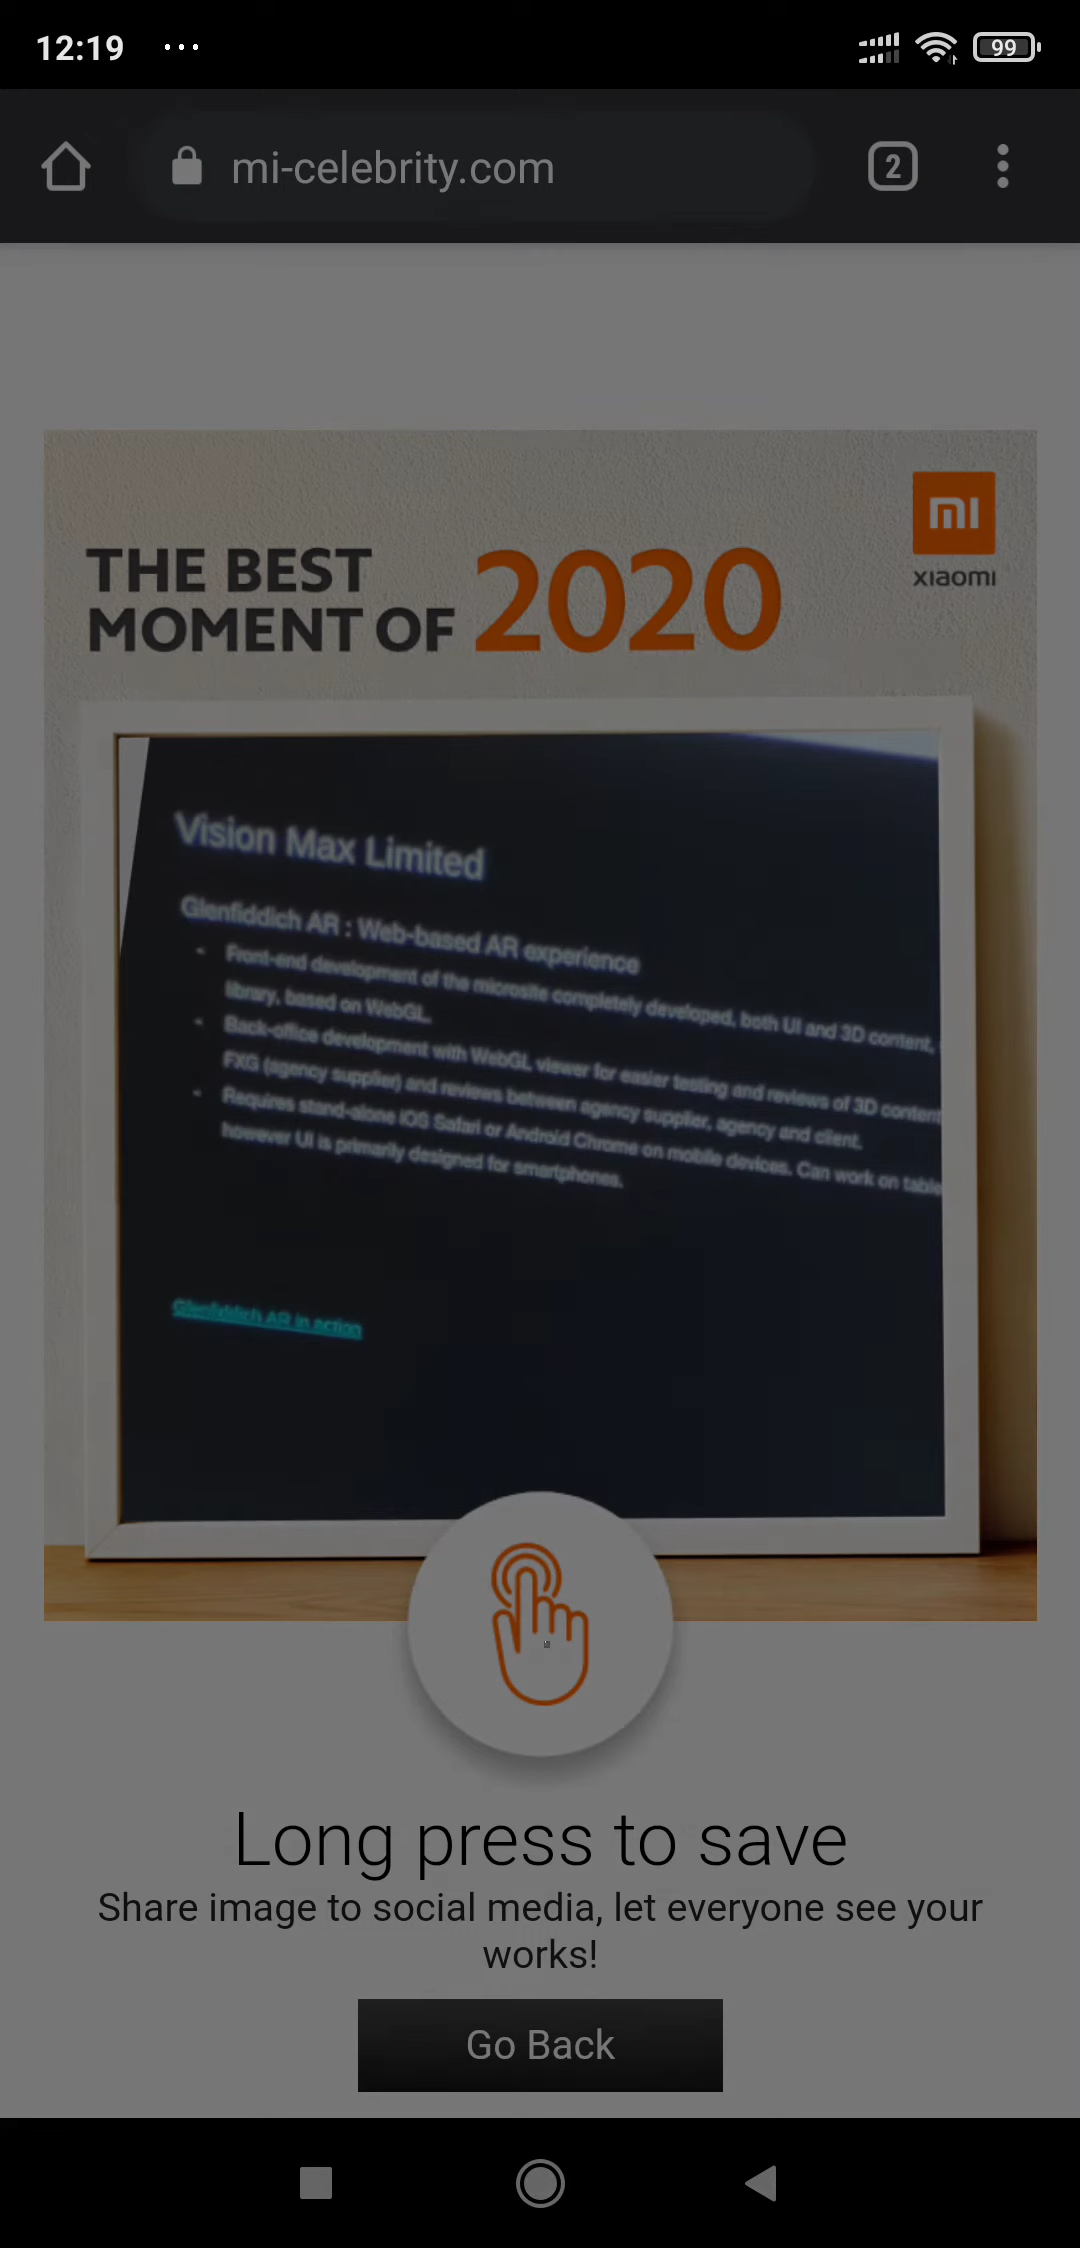 12:19
99
mi-celebrity.com
2
mi
xiaomi
THE BEST
MOMENT OF 2020
Vision Max Limited
Glenfiddich AR : Web-based AR experience
- Front-end development of the microsite completely developed, both UI and 3D content,
library, based on WebGL.
- Back-office development with WebGL viewer for easier testing and reviews of 3D content
FXG (agency supplier) and reviews between agency supplier, agency and client.
- Requires stand-alone iOS Safari or Android Chrome on mobile devices. Can work on table
however UI is primarily designed for smartphones.
Glenfiddich AR in action
Long press to save
Share image to social media, let everyone see your
works!
Go Back